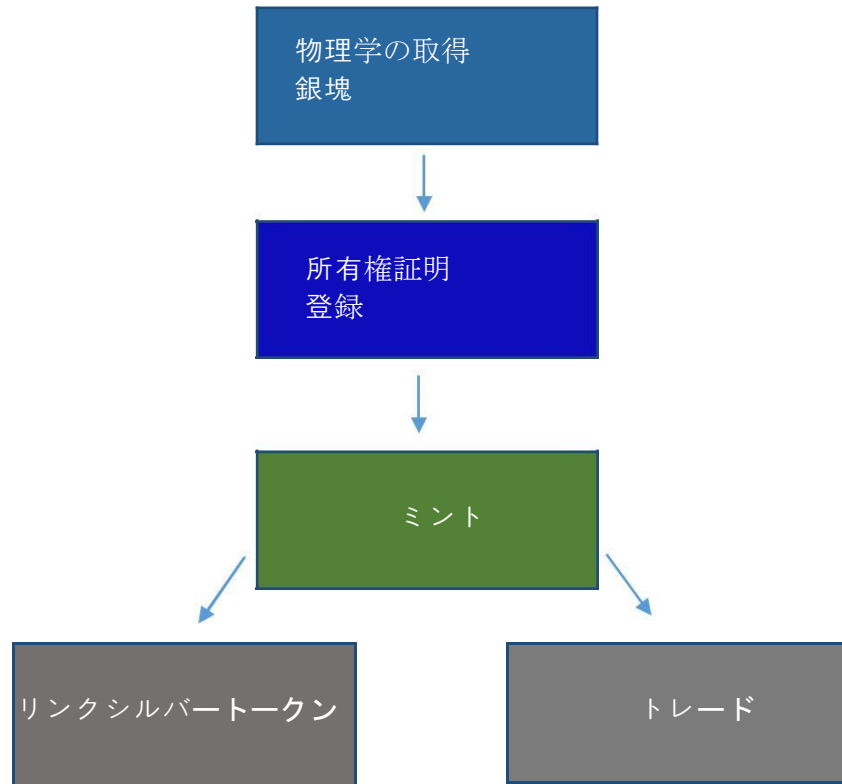 物理学の取得
銀塊
所有権証明
登録
ミント
リンクシルバートークン
トレード